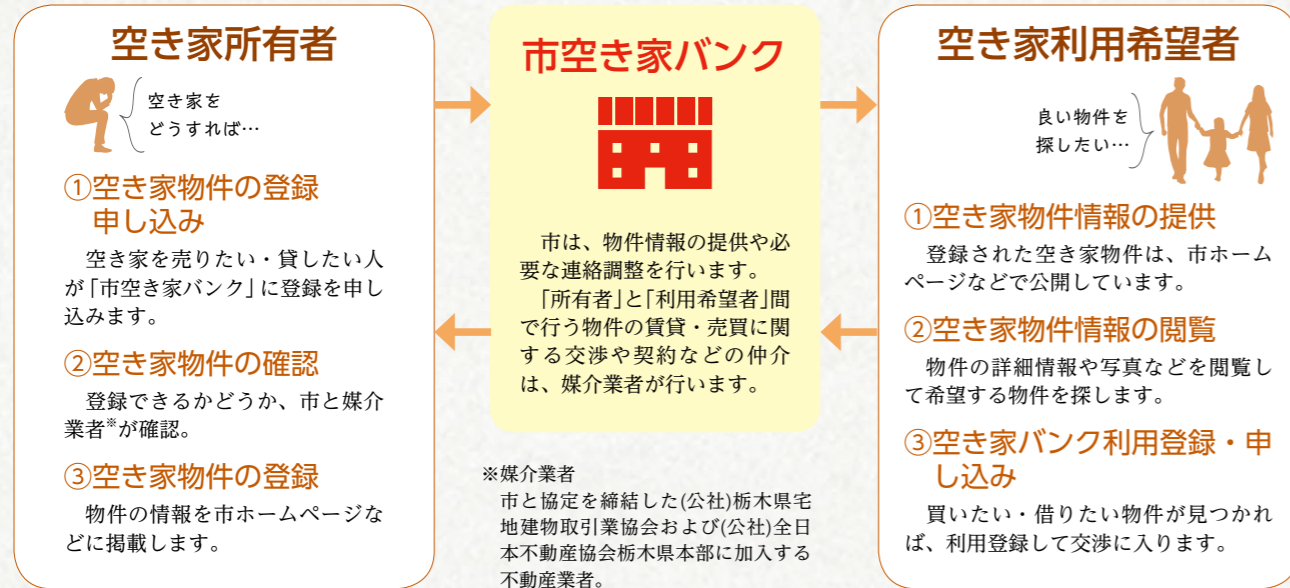 空き家所有者
空き家を
どうすれば…
①空き家物件の登録
申し込み
空き家を売りたい・貸したい人
が「市空き家バンク」に登録を申し
込みます。
②空き家物件の確認
登録できるかどうか、市と媒介
業者※が確認。
③空き家物件の登録
物件の情報を市ホームページな
どに掲載します。
市空き家バンク
市は、物件情報の提供や必
要な連絡調整を行います。
「所有者」と「利用希望者」間
で行う物件の賃貸・売買に関
する交渉や契約などの仲介
は、媒介業者が行います。
※媒介業者
市と協定を締結した(公社)栃木県宅
地建物取引業協会および(公社)全日
本不動産協会栃木県本部に加入する
不動産業者。
空き家利用希望者
良い物件を
探したい…
①空き家物件情報の提供
登録された空き家物件は、市ホーム
ページなどで公開しています。
②空き家物件情報の閲覧
物件の詳細情報や写真などを閲覧し
て希望する物件を探します。
③空き家バンク利用登録・申
し込み
買いたい・借りたい物件が見つかれ
ば、利用登録して交渉に入ります。